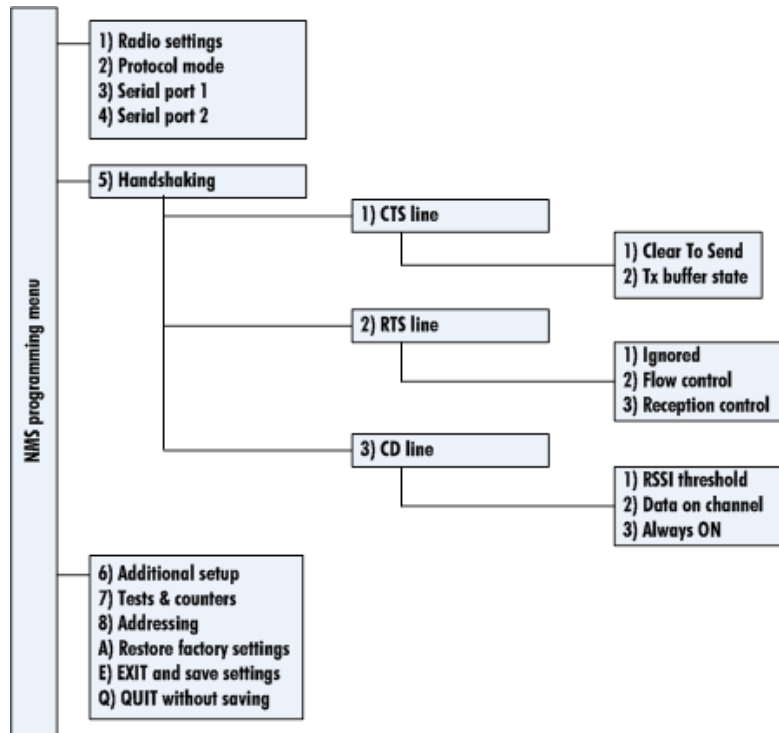 NMS programming menu
1) Radio settings
2) Protocol mode
3) Serial port 1
4) Serial port 2
5) Handshaking
1) CTS line
1) Clear To Send
2) Tx buffer state
2) RTS line
1) Ignored
2) Flow control
3) Reception control
3) CD line
1) RSSI threshold
2) Data on channel
3) Always ON
6) Additional setup
7) Tests & counters
8) Addressing
A) Restore factory settings
E) EXIT and save settings
Q) QUIT without saving